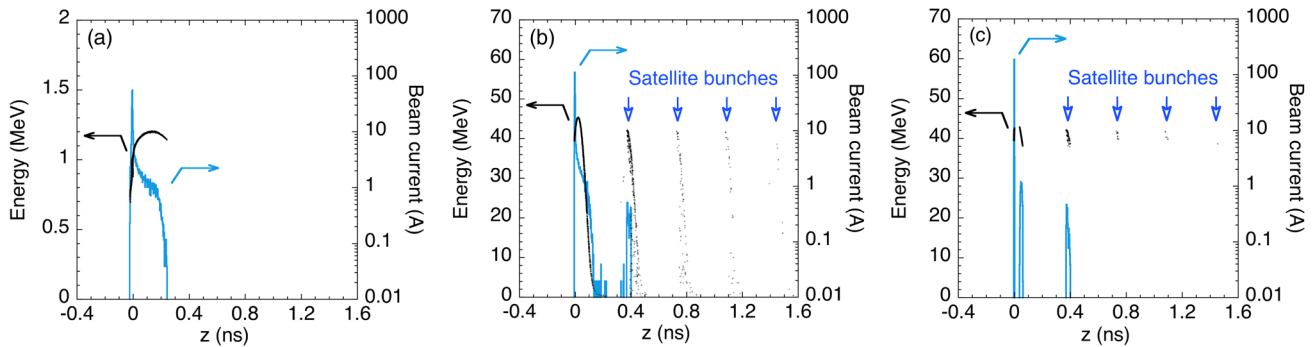 (a)
2
1.5
1
0.5
0
Energy (MeV)
1000
100
10
1
0.1
0.01
Beam current (A)
-0.4 0 0.4 0.8 1.2 1.6
z (ns)
(b)
Satellite bunches
70
60
50
40
30
20
10
0
Energy (MeV)
1000
100
10
1
0.1
0.01
Beam current (A)
-0.4 0 0.4 0.8 1.2 1.6
z (ns)
(c)
Satellite bunches
70
60
50
40
30
20
10
0
Energy (MeV)
1000
100
10
1
0.1
0.01
Beam current (A)
-0.4 0 0.4 0.8 1.2 1.6
z (ns)